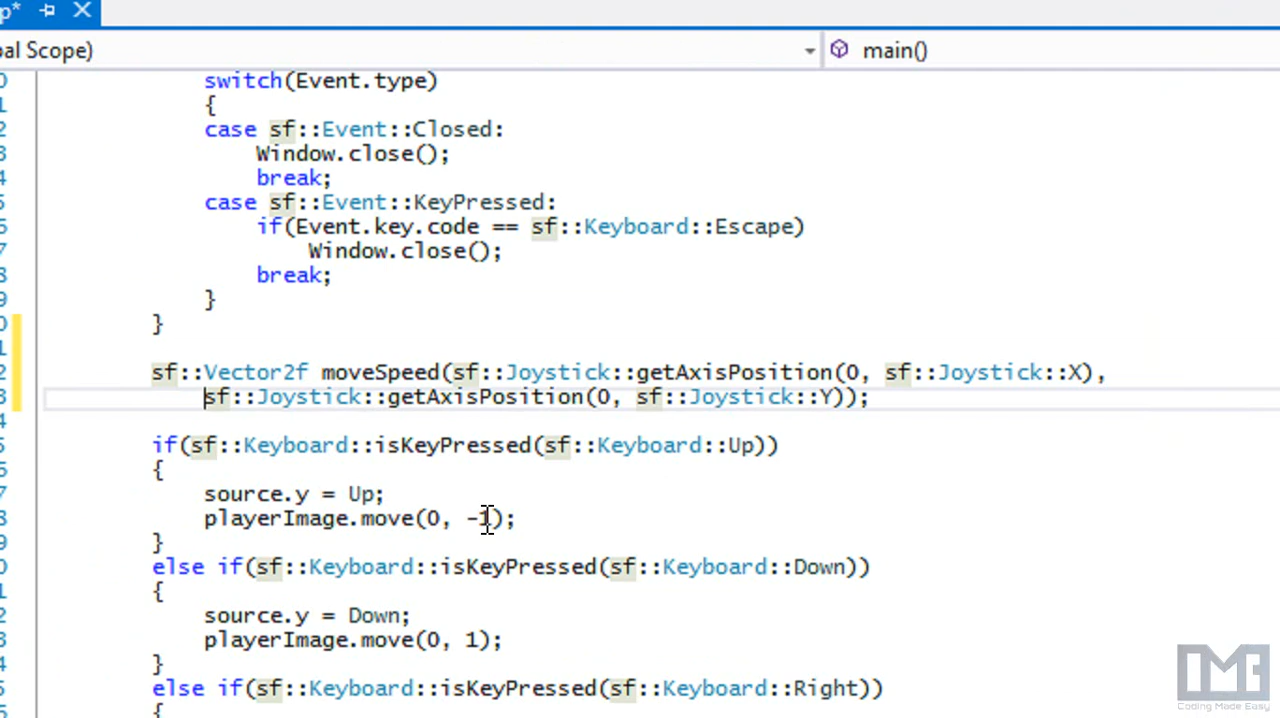 p*
bal Scope)
main()
switch(Event.type)
{
case sf::Event::Closed:
Window.close();
break;
case sf::Event::KeyPressed:
if(Event.key.code == sf::Keyboard::Escape)
Window.close();
break;
}
}
sf::Vector2f moveSpeed(sf::Joystick::getAxisPosition(0, sf::Joystick::X),
sf::Joystick::getAxisPosition(0, sf::Joystick::Y));
if(sf::Keyboard::isKeyPressed(sf::Keyboard::Up))
{
source.y = Up;
playerImage.move(0, -1);
}
else if(sf::Keyboard::isKeyPressed(sf::Keyboard::Down))
{
source.y = Down;
playerImage.move(0, 1);
}
else if(sf::Keyboard::isKeyPressed(sf::Keyboard::Right))
{
Coding Made Easy